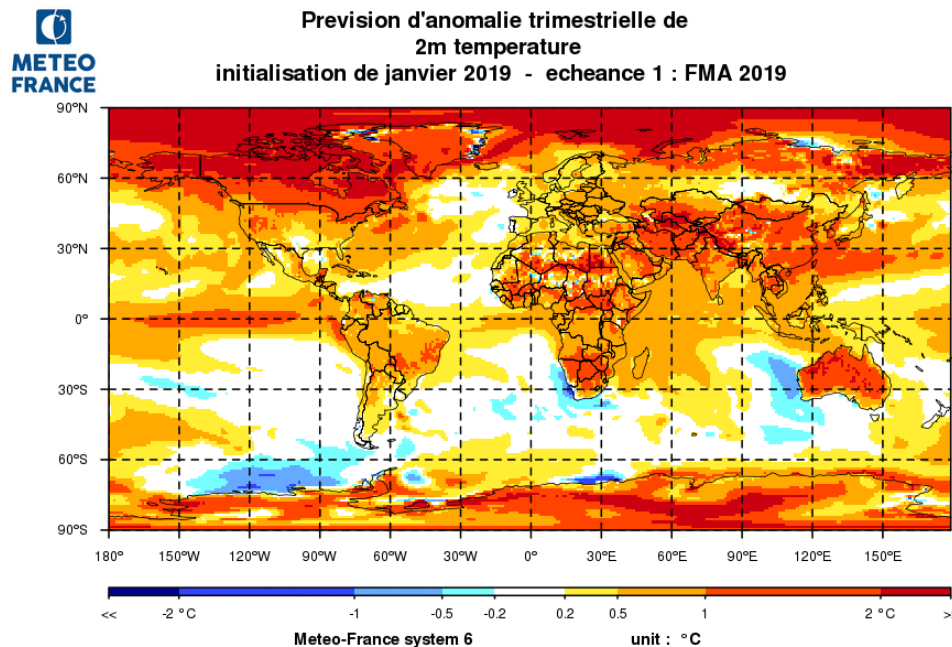 METEO
FRANCE
Prevision d'anomalie trimestrielle de
2m temperature
initialisation de janvier 2019 - echeance 1 : FMA 2019
90°N
60°N
30°N
0°
30°S
60°S
90°S
180° 150°W 120°W 90°W 60°W 30°W 0° 30°E 60°E 90°E 120°E 150°E
<< -2 °C -1 -0.5 -0.2 0.2 0.5 1 2 °C >
Meteo-France system 6 unit : °C